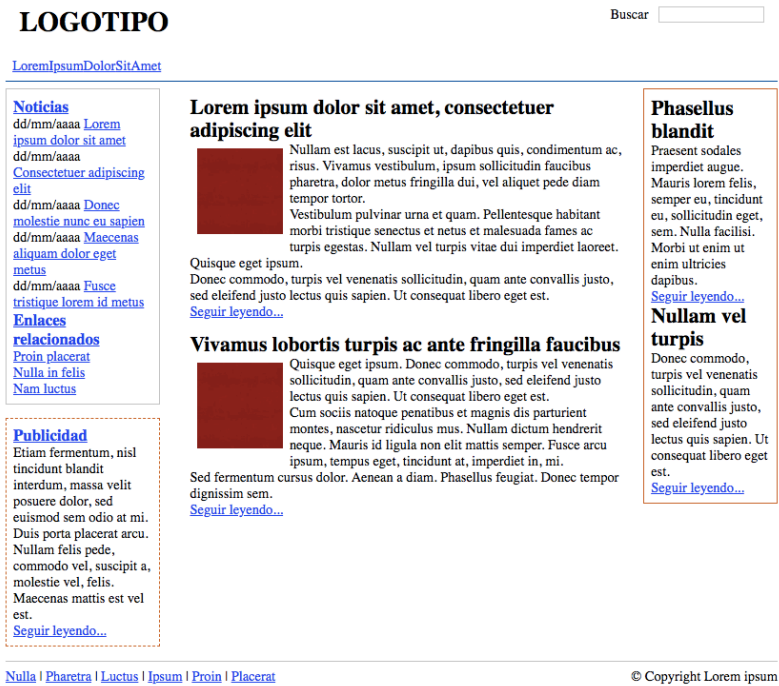 LOGOTIPO
Buscar
LoremIpsumDolorSitAmet
Noticias
dd/mm/aaaa Lorem
ipsum dolor sit amet
dd/mm/aaaa
Consectetuer adipiscing
elit
dd/mm/aaaa Donec
molestie nunc eu sapien
dd/mm/aaaa Maecenas
aliquam dolor eget
metus
dd/mm/aaaa Fusce
tristique lorem id metus
Enlaces
relacionados
Proin placerat
Nulla in felis
Nam luctus
Publicidad
Etiam fermentum, nisl
tincidunt blandit
interdum, massa velit
posuere dolor, sed
euismod sem odio at mi.
Duis porta placerat arcu.
Nullam felis pede,
commodo vel, suscipit a,
molestie vel, felis.
Maecenas mattis est vel
est.
Seguir leyendo...
Lorem ipsum dolor sit amet, consectetuer
adipiscing elit
Nullam est lacus, suscipit ut, dapibus quis, condimentum ac,
risus. Vivamus vestibulum, ipsum sollicitudin faucibus
pharetra, dolor metus fringilla dui, vel aliquet pede diam
tempor tortor.
Vestibulum pulvinar urna et quam. Pellentesque habitant
morbi tristique senectus et netus et malesuada fames ac
turpis egestas. Nullam vel turpis vitae dui imperdiet laoreet.
Quisque eget ipsum.
Donec commodo, turpis vel venenatis sollicitudin, quam ante convallis justo,
sed eleifend justo lectus quis sapien. Ut consequat libero eget est.
Seguir leyendo...
Vivamus lobortis turpis ac ante fringilla faucibus
Quisque eget ipsum. Donec commodo, turpis vel venenatis
sollicitudin, quam ante convallis justo, sed eleifend justo
lectus quis sapien. Ut consequat libero eget est.
Cum sociis natoque penatibus et magnis dis parturient
montes, nascetur ridiculus mus. Nullam dictum hendrerit
neque. Mauris id ligula non elit mattis semper. Fusce arcu
ipsum, tempus eget, tincidunt at, imperdiet in, mi.
Sed fermentum cursus dolor. Aenean a diam. Phasellus feugiat. Donec tempor
dignissim sem.
Seguir leyendo...
Phasellus
blandit
Praesent sodales
imperdiet augue.
Mauris lorem felis,
semper eu, tincidunt
eu, sollicitudin eget,
sem. Nulla facilisi.
Morbi ut enim ut
enim ultricies
dapibus.
Seguir leyendo...
Nullam vel
turpis
Donec commodo,
turpis vel venenatis
sollicitudin, quam
ante convallis justo,
sed eleifend justo
lectus quis sapien. Ut
consequat libero eget
est.
Seguir leyendo...
Nulla | Pharetra | Luctus | Ipsum | Proin | Placerat
© Copyright Lorem ipsum